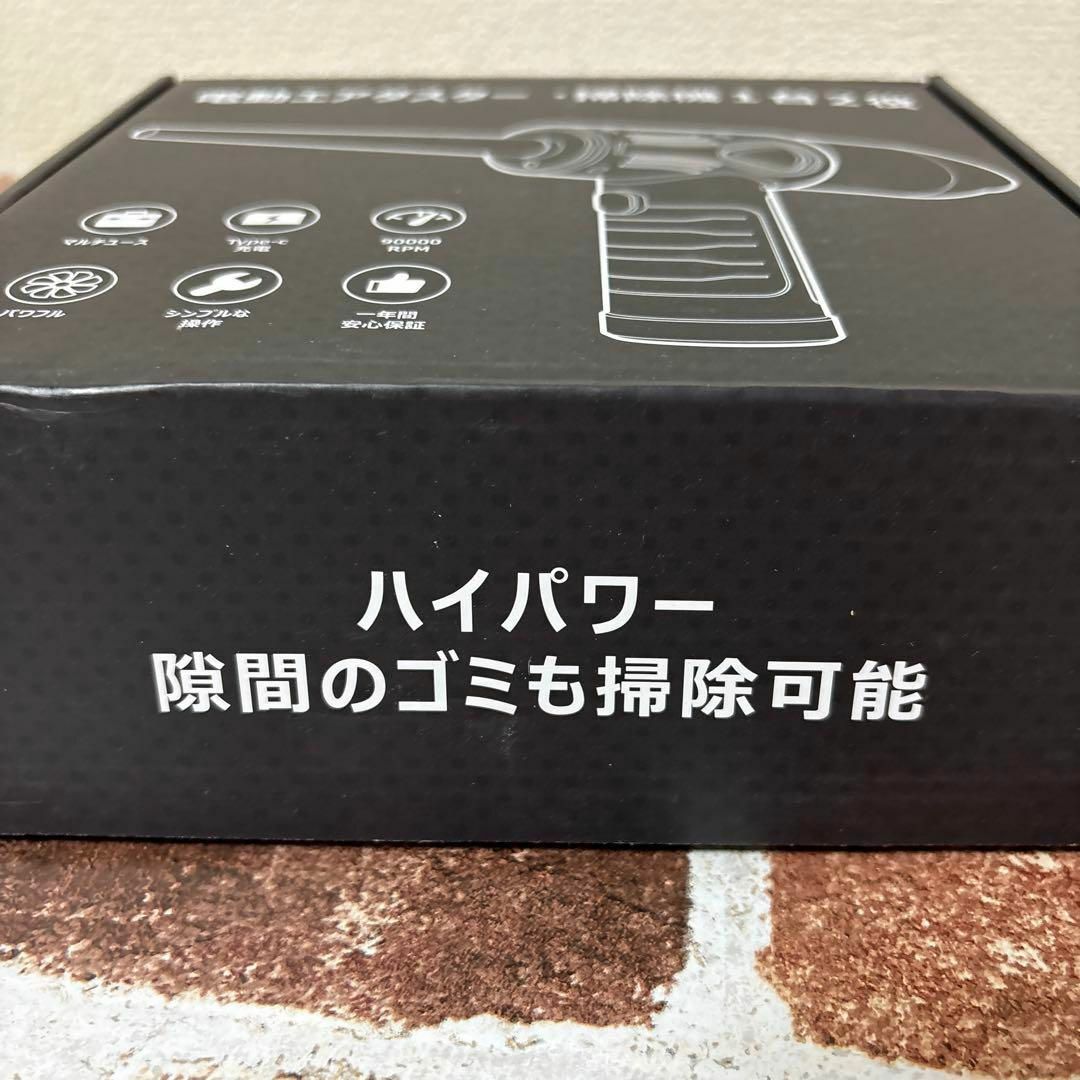 電動エアダスター・掃除機1台2役
マルチユース
Type-c
充電
90000
RPM
パワフル
シンプルな
操作
一年間
安心保証
ハイパワー
隙間のゴミも掃除可能